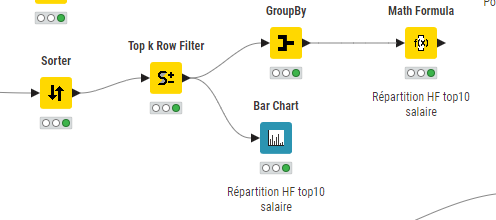 GroupBy
Math Formula
Top k Row Filter
Sorter
f(x)
S±
Répartition HF top10
salaire
Bar Chart
Répartition HF top10
salaire